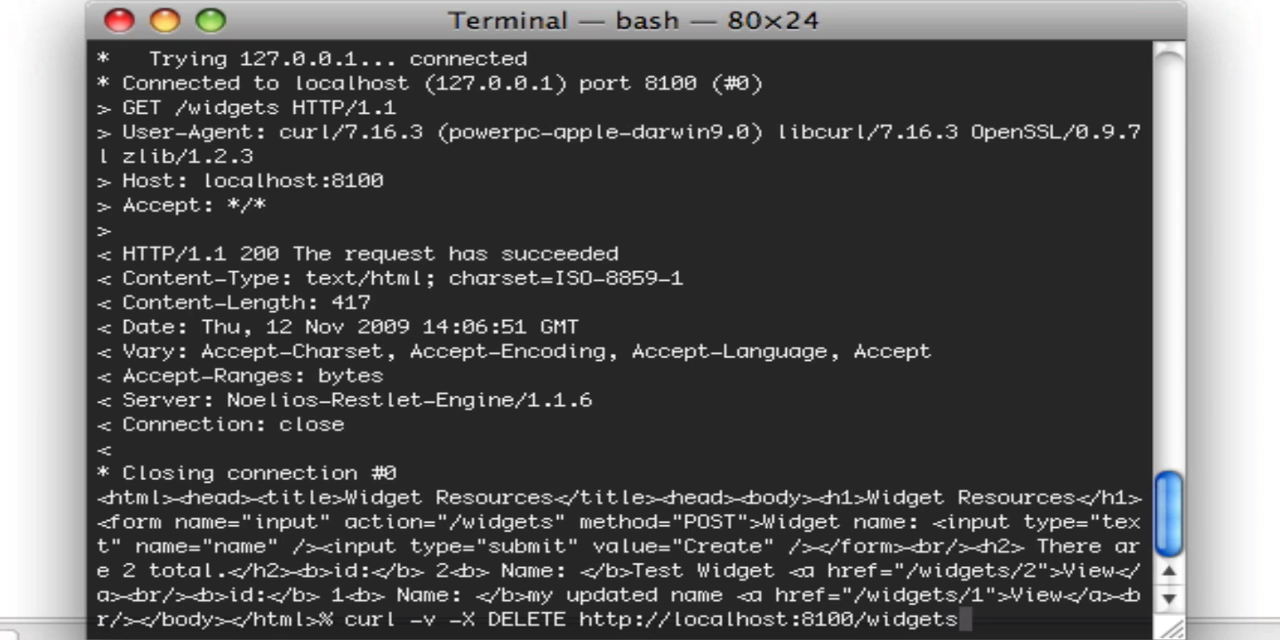 Terminal — bash — 80×24
*   Trying 127.0.0.1... connected
* Connected to localhost (127.0.0.1) port 8100 (#0)
> GET /widgets HTTP/1.1
> User-Agent: curl/7.16.3 (powerpc-apple-darwin9.0) libcurl/7.16.3 OpenSSL/0.9.7
l zlib/1.2.3
> Host: localhost:8100
> Accept: */*
>
< HTTP/1.1 200 The request has succeeded
< Content-Type: text/html; charset=ISO-8859-1
< Content-Length: 417
< Date: Thu, 12 Nov 2009 14:06:51 GMT
< Vary: Accept-Charset, Accept-Encoding, Accept-Language, Accept
< Accept-Ranges: bytes
< Server: Noelios-Restlet-Engine/1.1.6
< Connection: close
<
* Closing connection #0
<html><head><title>Widget Resources</title><head><body><h1>Widget Resources</h1>
<form name="input" action="/widgets" method="POST">Widget name: <input type="tex
t" name="name" /><input type="submit" value="Create" /></form><br/><h2> There ar
e 2 total.</h2><b>id:</b> 2<b> Name: </b>Test Widget <a href="/widgets/2">View</
a><br/><b>id:</b> 1<b> Name: </b>my updated name <a href="/widgets/1">View</a><b
r/></body></html>% curl -v -X DELETE http://localhost:8100/widgets